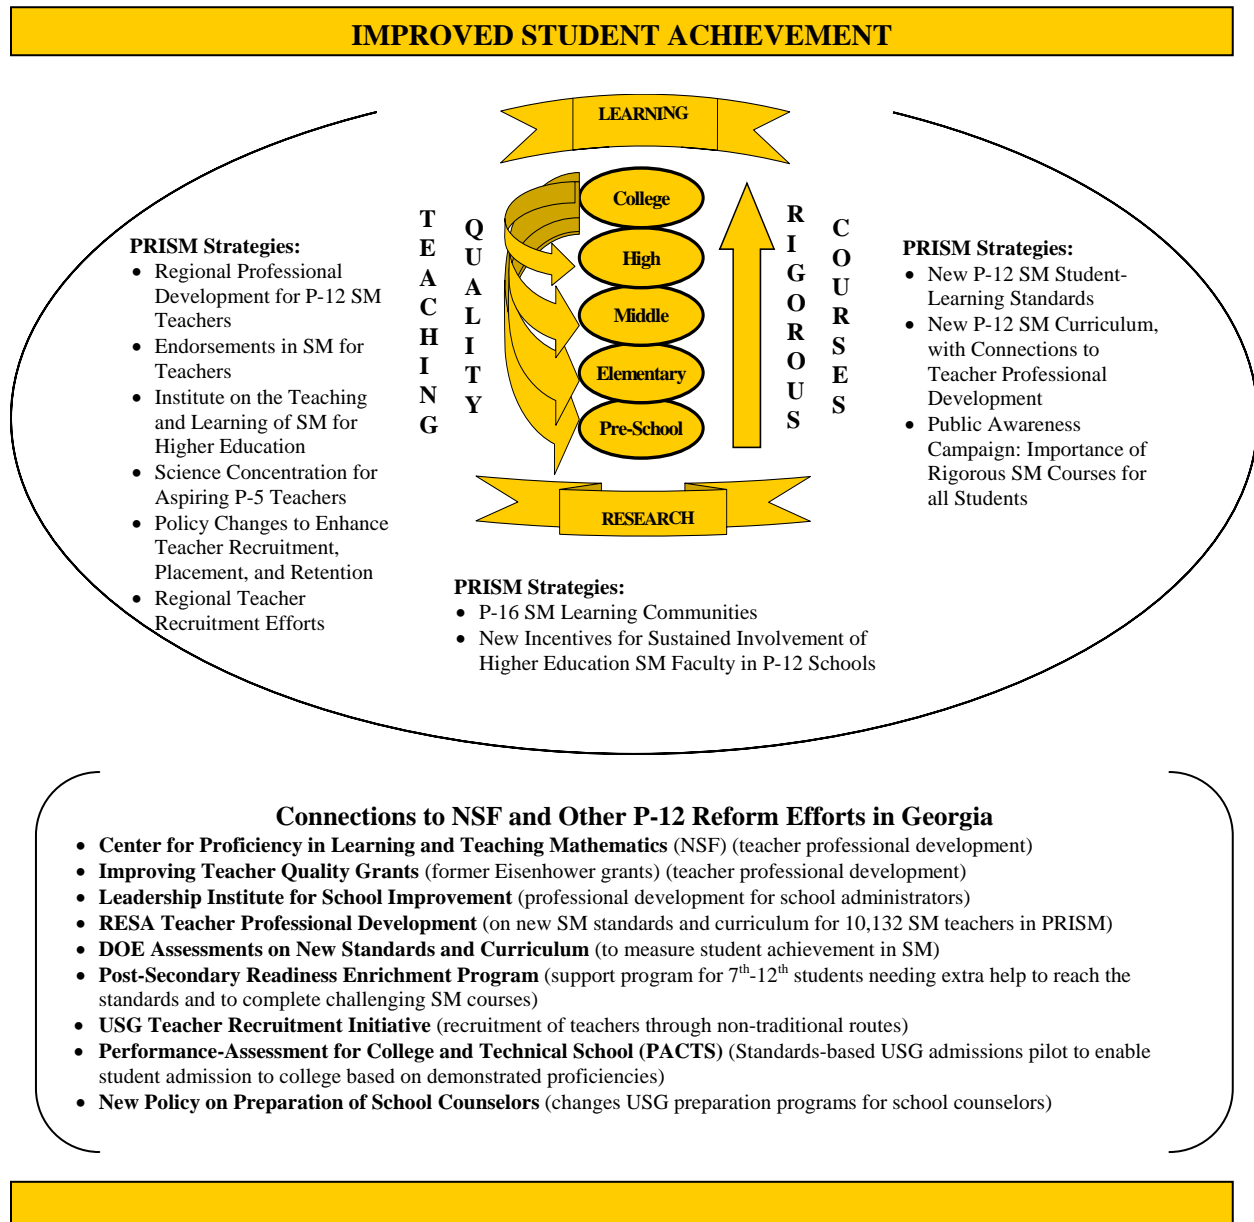 IMPROVED STUDENT ACHIEVEMENT
LEARNING
College
High
Middle
Elementary
Pre-School
TEACHING
QUALITY
RIGOROUS
COURSES
RESEARCH
PRISM Strategies:
• Regional Professional
Development for P-12 SM
Teachers
• Endorsements in SM for
Teachers
• Institute on the Teaching
and Learning of SM for
Higher Education
• Science Concentration for
Aspiring P-5 Teachers
• Policy Changes to Enhance
Teacher Recruitment,
Placement, and Retention
• Regional Teacher
Recruitment Efforts
PRISM Strategies:
• P-16 SM Learning Communities
• New Incentives for Sustained Involvement of
Higher Education SM Faculty in P-12 Schools
PRISM Strategies:
• New P-12 SM Student-
Learning Standards
• New P-12 SM Curriculum,
with Connections to
Teacher Professional
Development
• Public Awareness
Campaign: Importance of
Rigorous SM Courses for
all Students
Connections to NSF and Other P-12 Reform Efforts in Georgia
• Center for Proficiency in Learning and Teaching Mathematics (NSF) (teacher professional development)
• Improving Teacher Quality Grants (former Eisenhower grants) (teacher professional development)
• Leadership Institute for School Improvement (professional development for school administrators)
• RESA Teacher Professional Development (on new SM standards and curriculum for 10,132 SM teachers in PRISM)
• DOE Assessments on New Standards and Curriculum (to measure student achievement in SM)
• Post-Secondary Readiness Enrichment Program (support program for 7th-12th students needing extra help to reach the
standards and to complete challenging SM courses)
• USG Teacher Recruitment Initiative (recruitment of teachers through non-traditional routes)
• Performance-Assessment for College and Technical School (PACTS) (Standards-based USG admissions pilot to enable
student admission to college based on demonstrated proficiencies)
• New Policy on Preparation of School Counselors (changes USG preparation programs for school counselors)